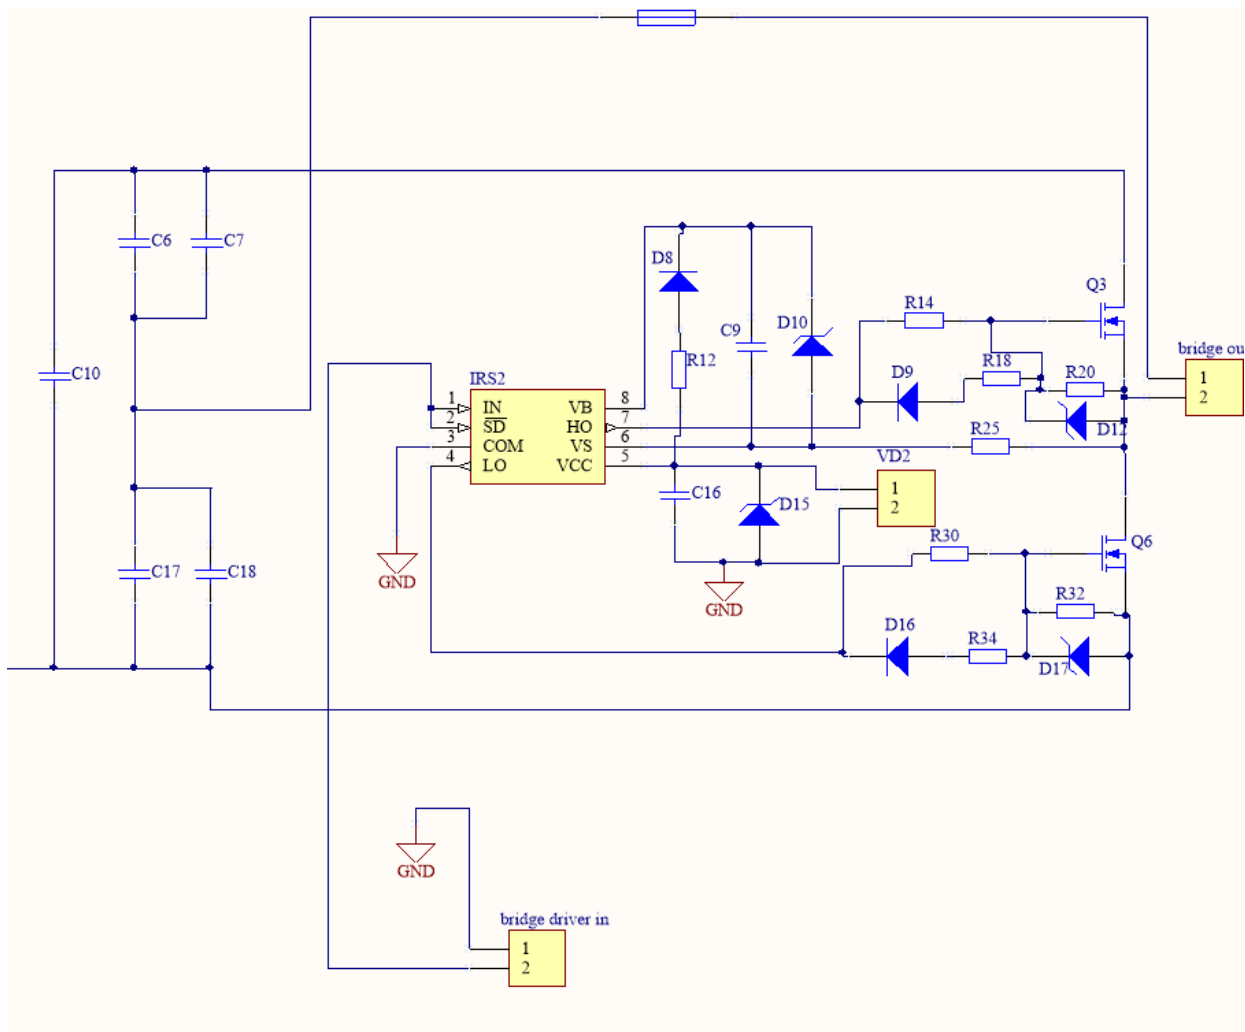 Q3
C6
C7
D8
R14
D10
C9
bridge ou
R12
R18
C10
D9
R20
IRS2
1
1 IN VB 8
2
2 SD HO 7
D12
3 COM VS 6
R25
4 LO VCC 5
VD2
1
C16
D15
2
R30
Q6
C17
C18
GND
GND
R32
D16
R34
D17
GND
bridge driver in
1
2